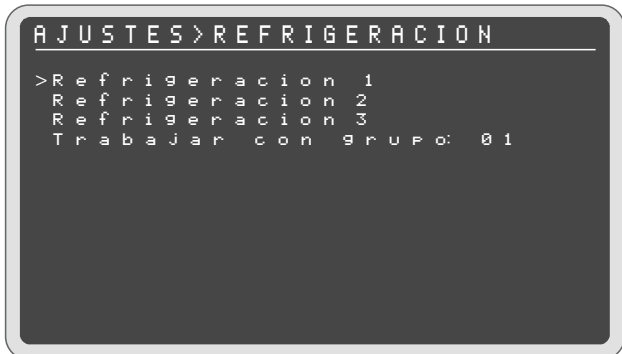 AJUSTES>REFRIGERACION
>Refrigeracion 1
Refrigeracion 2
Refrigeracion 3
Trabajar con grupo: 01